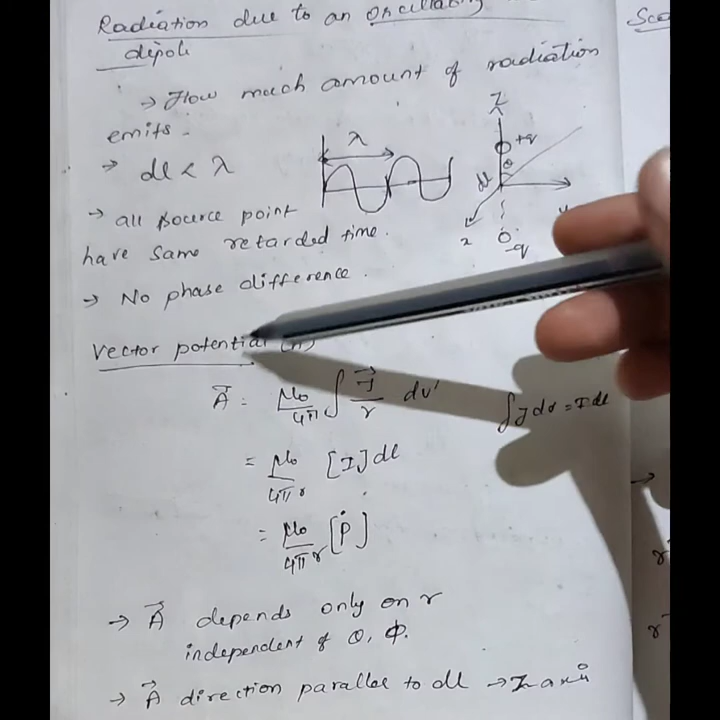 Radiation due to an oscillating
dipole
→ How much amount of radiation
emits -
→ dl < λ
λ
Z
+q
θ
dl
x
-q
→ all source point
have same retarded time.
→ No phase difference.
Vector potential
A⃗ = μ₀/4π ∫ J⃗/r dv'
∫J dv = I dl
= μ₀/4πr [I] dl
= μ₀/4πr [Ṗ]
→ A⃗ depends only on r
independent of θ, Φ.
→ A⃗ direction parallel to dl → Z axis
Sce
r
r